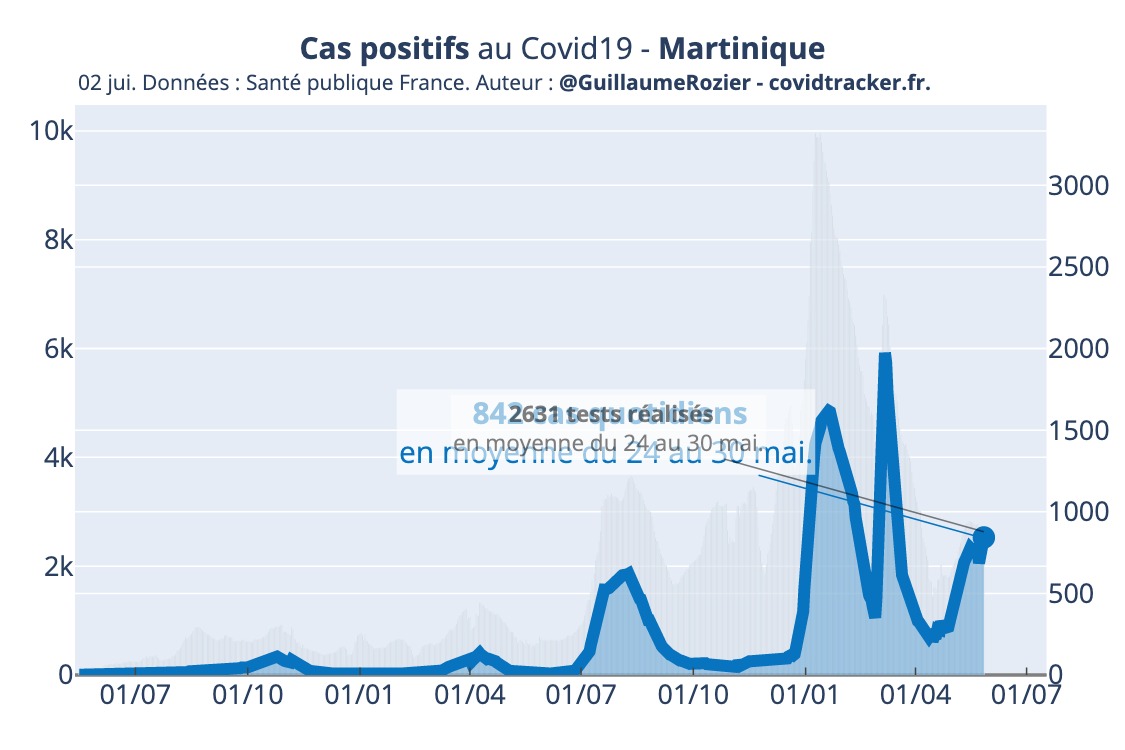 Cas positifs au Covid19 - Martinique
02 jui. Données : Santé publique France. Auteur : @GuillaumeRozier - covidtracker.fr.
10k
8k
6k
4k
2k
0
3000
2500
2000
1500
1000
500
0
842 cas quotidiens
en moyenne du 24 au 30 mai.
2631 tests réalisés
en moyenne du 24 au 30 mai.
01/07 01/10 01/01 01/04 01/07 01/10 01/01 01/04 01/07